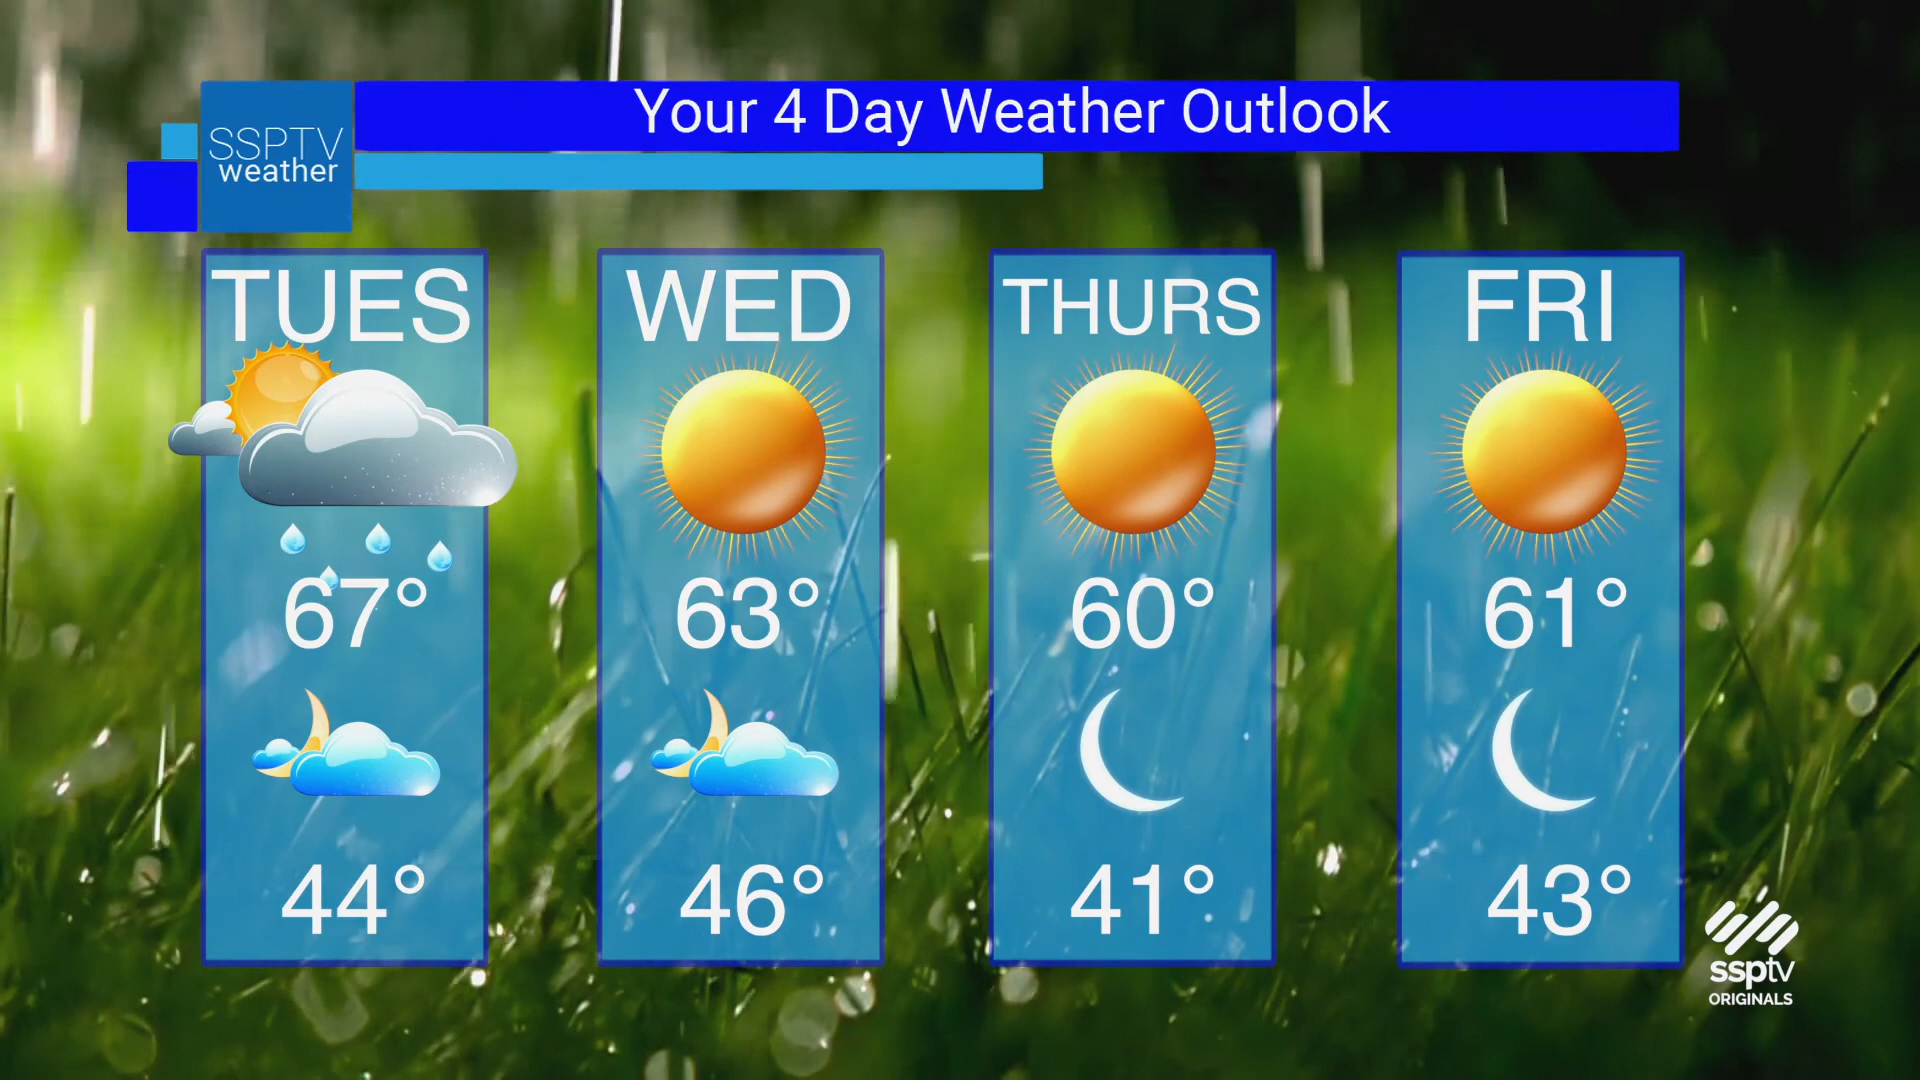 Your 4 Day Weather Outlook
SSPTV
weather
TUES
67°
44°
WED
63°
46°
THURS
60°
41°
FRI
61°
43°
ssptv
ORIGINALS